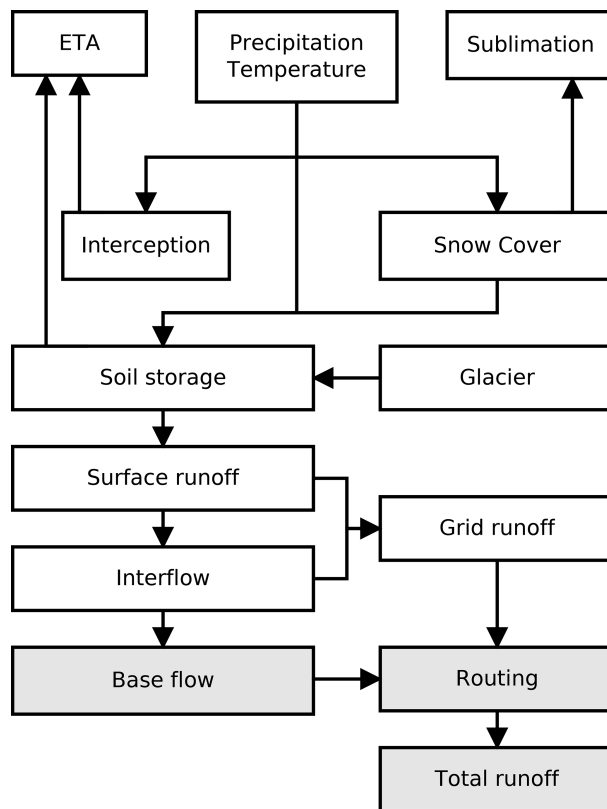 ETA
Precipitation
Temperature
Sublimation
Interception
Snow Cover
Soil storage
Glacier
Surface runoff
Grid runoff
Interflow
Base flow
Routing
Total runoff